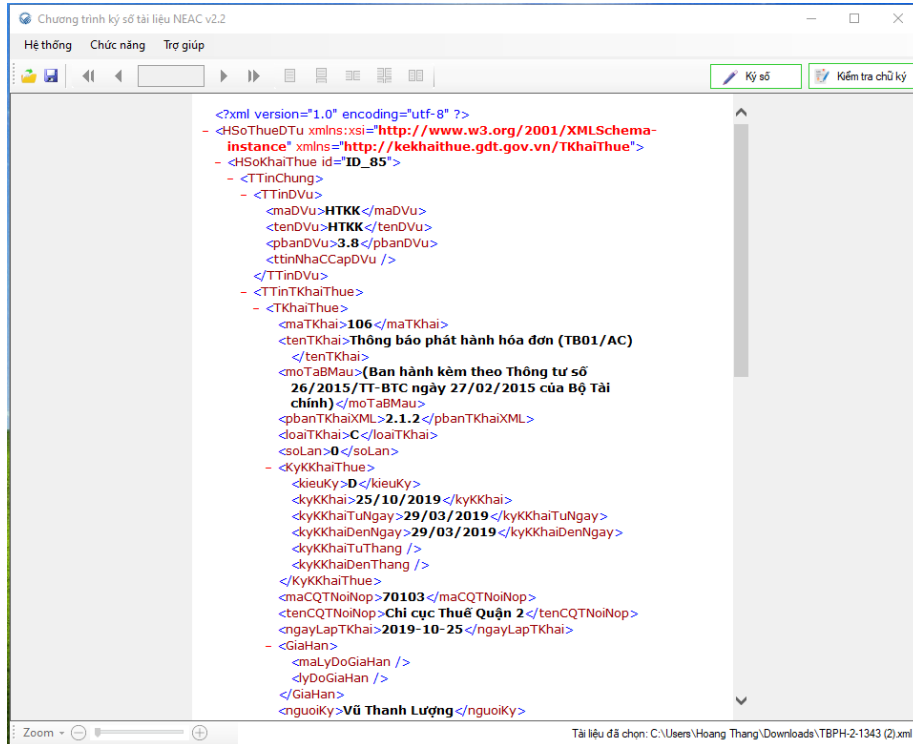 Chương trình ký số tài liệu NEAC v2.2
Hệ thống Chức năng Trợ giúp
Ký số Kiểm tra chữ ký
<?xml version="1.0" encoding="utf-8" ?>
- <HSoThueDTu xmlns:xsi="http://www.w3.org/2001/XMLSchema-
instance" xmlns="http://kekhaithue.gdt.gov.vn/TKhaiThue">
- <HSoKhaiThue id="ID_85">
- <TTinChung>
- <TTinDVu>
<maDVu>HTKK</maDVu>
<tenDVu>HTKK</tenDVu>
<pbanDVu>3.8</pbanDVu>
<ttinNhaCCapDVu />
</TTinDVu>
- <TTinTKhaiThue>
- <TKhaiThue>
<maTKhai>106</maTKhai>
<tenTKhai>Thông báo phát hành hóa đơn (TB01/AC)
</tenTKhai>
<moTaBMau>(Ban hành kèm theo Thông tư số
26/2015/TT-BTC ngày 27/02/2015 của Bộ Tài
chính)</moTaBMau>
<pbanTKhaiXML>2.1.2</pbanTKhaiXML>
<loaiTKhai>C</loaiTKhai>
<soLan>0</soLan>
- <KyKKhaiThue>
<kieuKy>D</kieuKy>
<kyKKhai>25/10/2019</kyKKhai>
<kyKKhaiTuNgay>29/03/2019</kyKKhaiTuNgay>
<kyKKhaiDenNgay>29/03/2019</kyKKhaiDenNgay>
<kyKKhaiTuThang />
<kyKKhaiDenThang />
</KyKKhaiThue>
<maCQTNoiNop>70103</maCQTNoiNop>
<tenCQTNoiNop>Chi cục Thuế Quận 2</tenCQTNoiNop>
<ngayLapTKhai>2019-10-25</ngayLapTKhai>
- <GiaHan>
<maLyDoGiaHan />
<lyDoGiaHan />
</GiaHan>
<nguoiKy>Vũ Thanh Lượng</nguoiKy>
Zoom Tài liệu đã chọn: C:\Users\Hoang Thang\Downloads\TBPH-2-1343 (2).xml